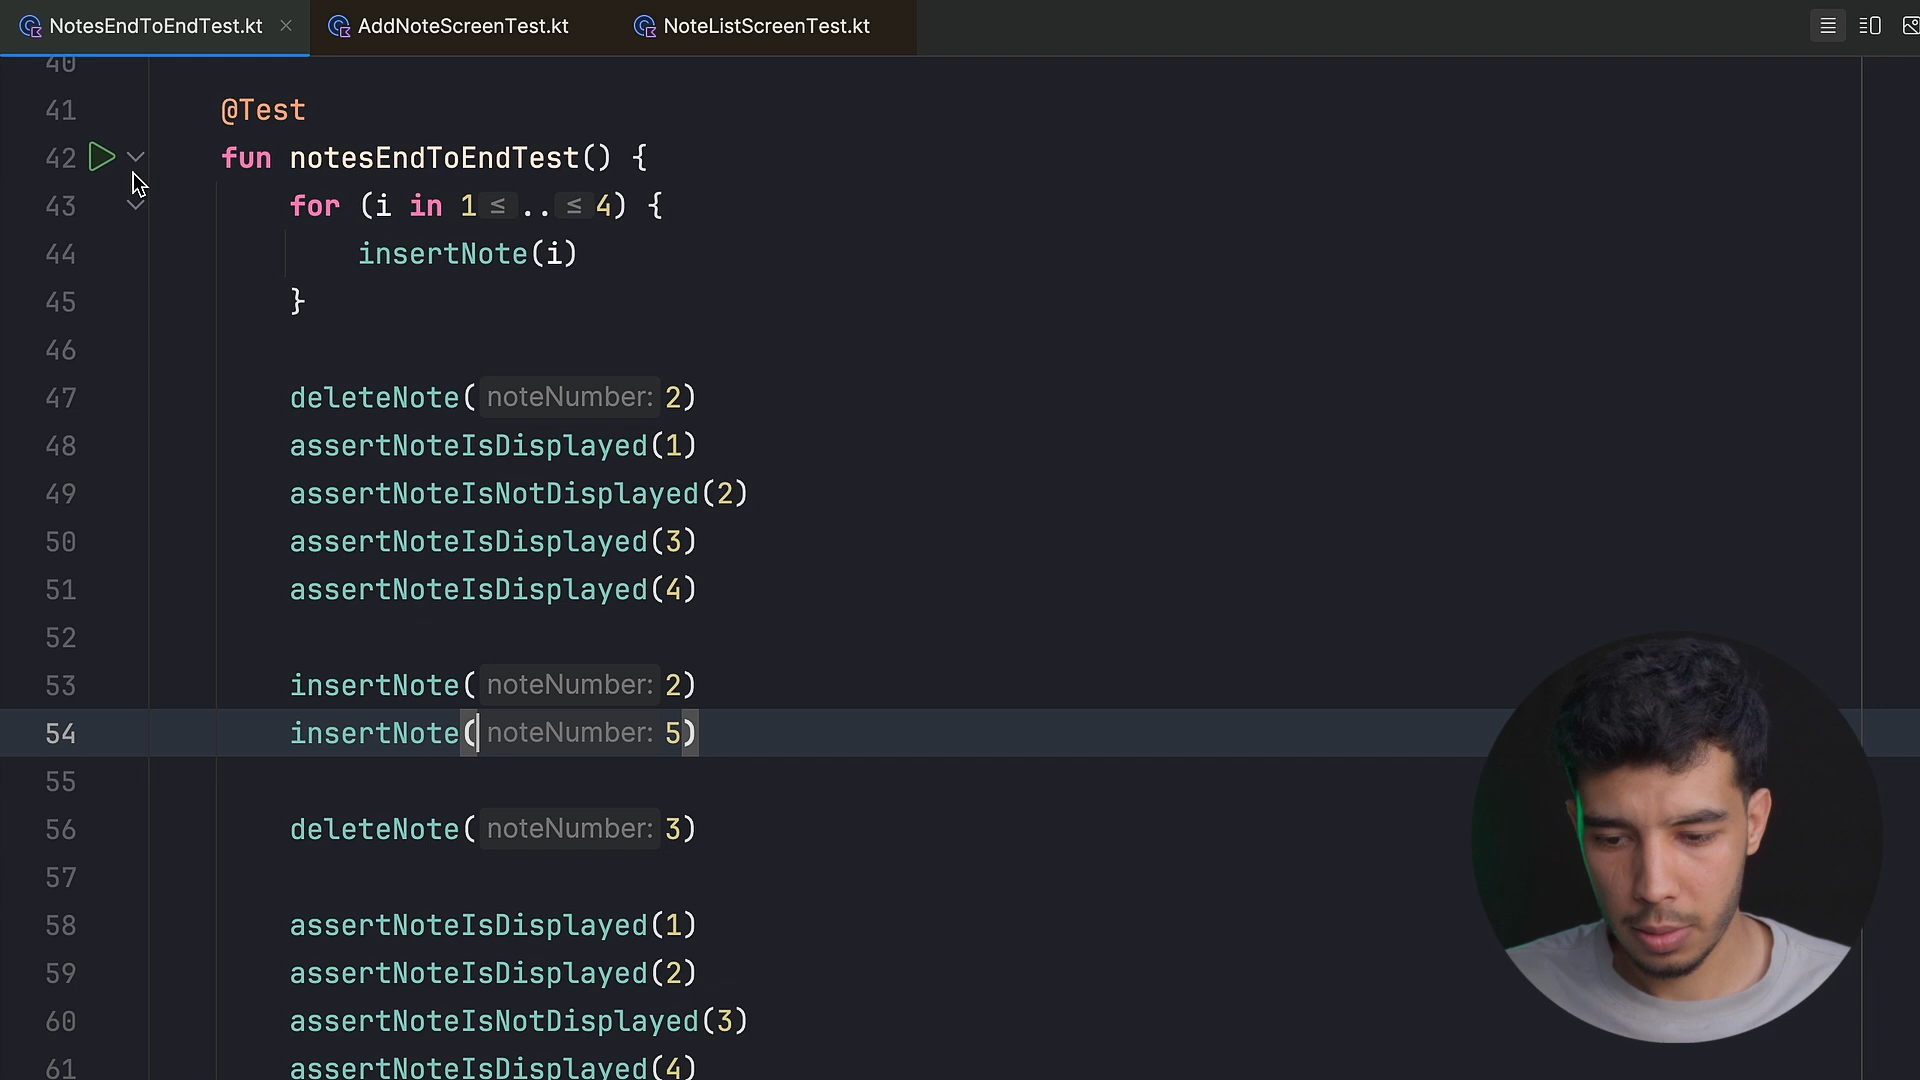 NotesEndToEndTest.kt
AddNoteScreenTest.kt
NoteListScreenTest.kt
40
41 @Test
42 fun notesEndToEndTest() {
43 for (i in 1 ≤ .. ≤ 4) {
44 insertNote(i)
45 }
46
47 deleteNote( noteNumber: 2)
48 assertNoteIsDisplayed(1)
49 assertNoteIsNotDisplayed(2)
50 assertNoteIsDisplayed(3)
51 assertNoteIsDisplayed(4)
52
53 insertNote( noteNumber: 2)
54 insertNote( noteNumber: 5)
55
56 deleteNote( noteNumber: 3)
57
58 assertNoteIsDisplayed(1)
59 assertNoteIsDisplayed(2)
60 assertNoteIsNotDisplayed(3)
61 assertNoteIsDisplayed(4)